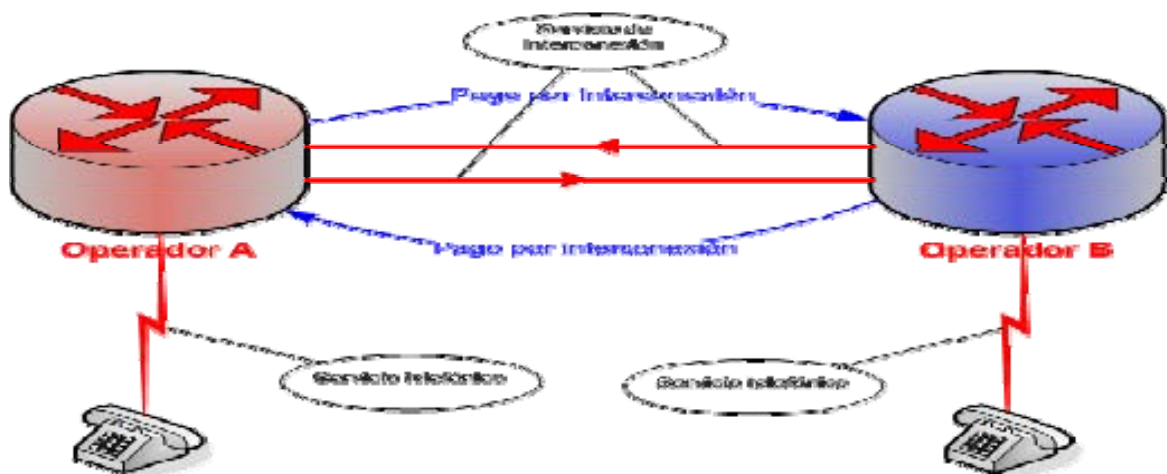 Servicio de
Interconexión
Pago por Interconexión
Operador A
Pago por Interconexión
Operador B
Servicio telefónico
Servicio telefónico